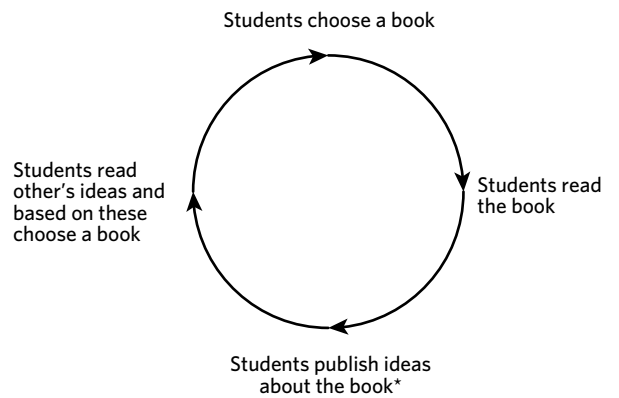 Students choose a book
Students read
the book
Students publish ideas
about the book*
Students read
other's ideas and
based on these
choose a book